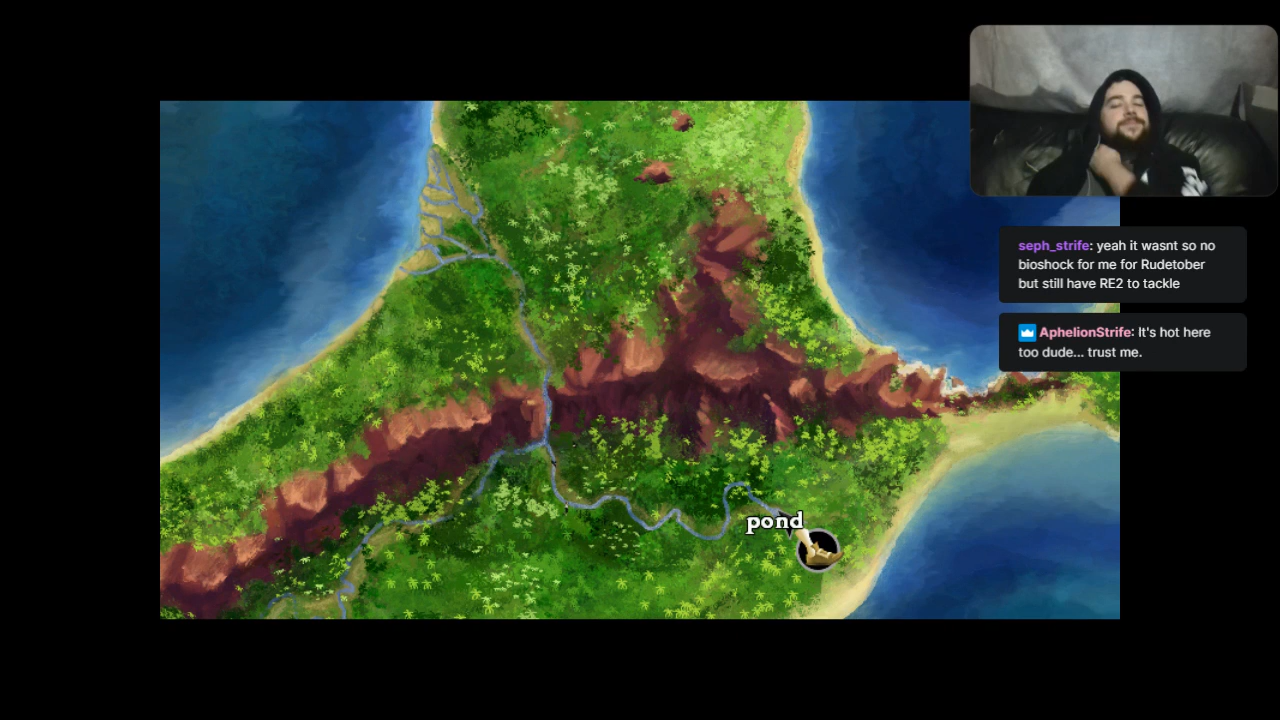 seph_strife: yeah it wasnt so no
bioshock for me for Rudetober
but still have RE2 to tackle
AphelionStrife: It's hot here
too dude... trust me.
pond